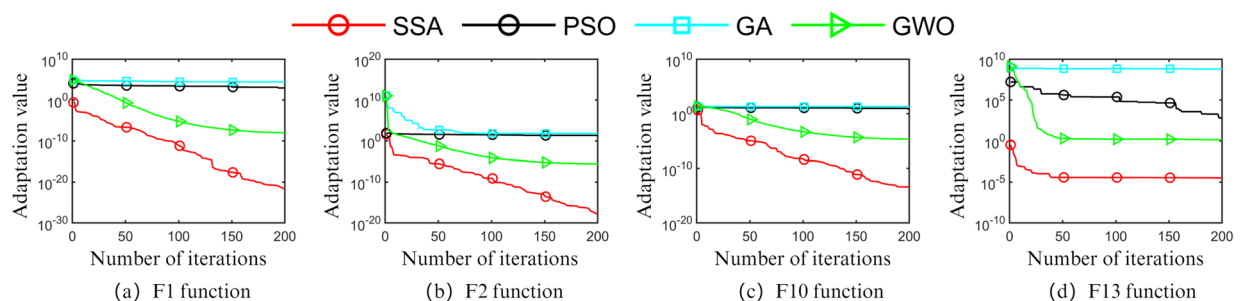 SSA PSO GA GWO
Adaptation value
10^10
10^0
10^-10
10^-20
10^-30
0 50 100 150 200
Number of iterations
(a) F1 function
Adaptation value
10^20
10^10
10^0
10^-10
10^-20
0 50 100 150 200
Number of iterations
(b) F2 function
Adaptation value
10^10
10^0
10^-10
10^-20
0 50 100 150 200
Number of iterations
(c) F10 function
Adaptation value
10^10
10^5
10^0
10^-5
10^-10
0 50 100 150 200
Number of iterations
(d) F13 function